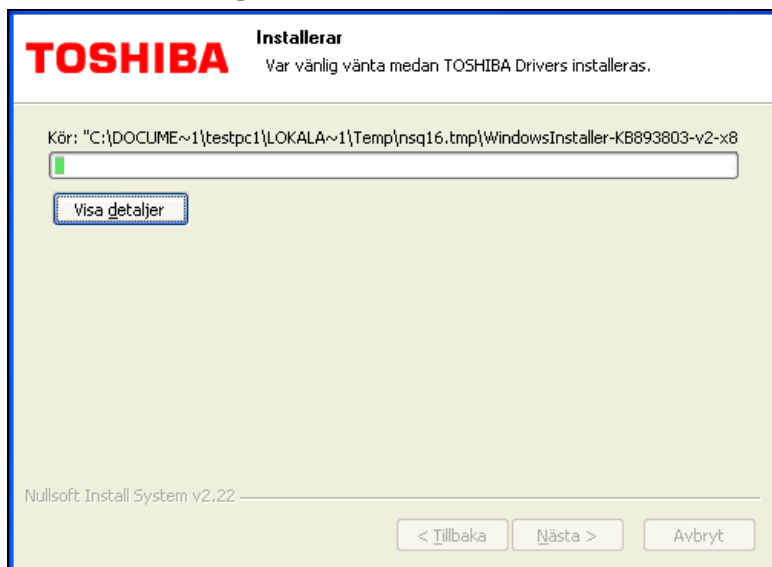 TOSHIBA
Installerar
Var vänlig vänta medan TOSHIBA Drivers installeras.
Kör: "C:\DOCUME~1\testpc1\LOKALA~1\Temp\nsq16.tmp\WindowsInstaller-KB893803-v2-x8
Visa detaljer
Nullsoft Install System v2.22
< Tillbaka
Nästa >
Avbryt